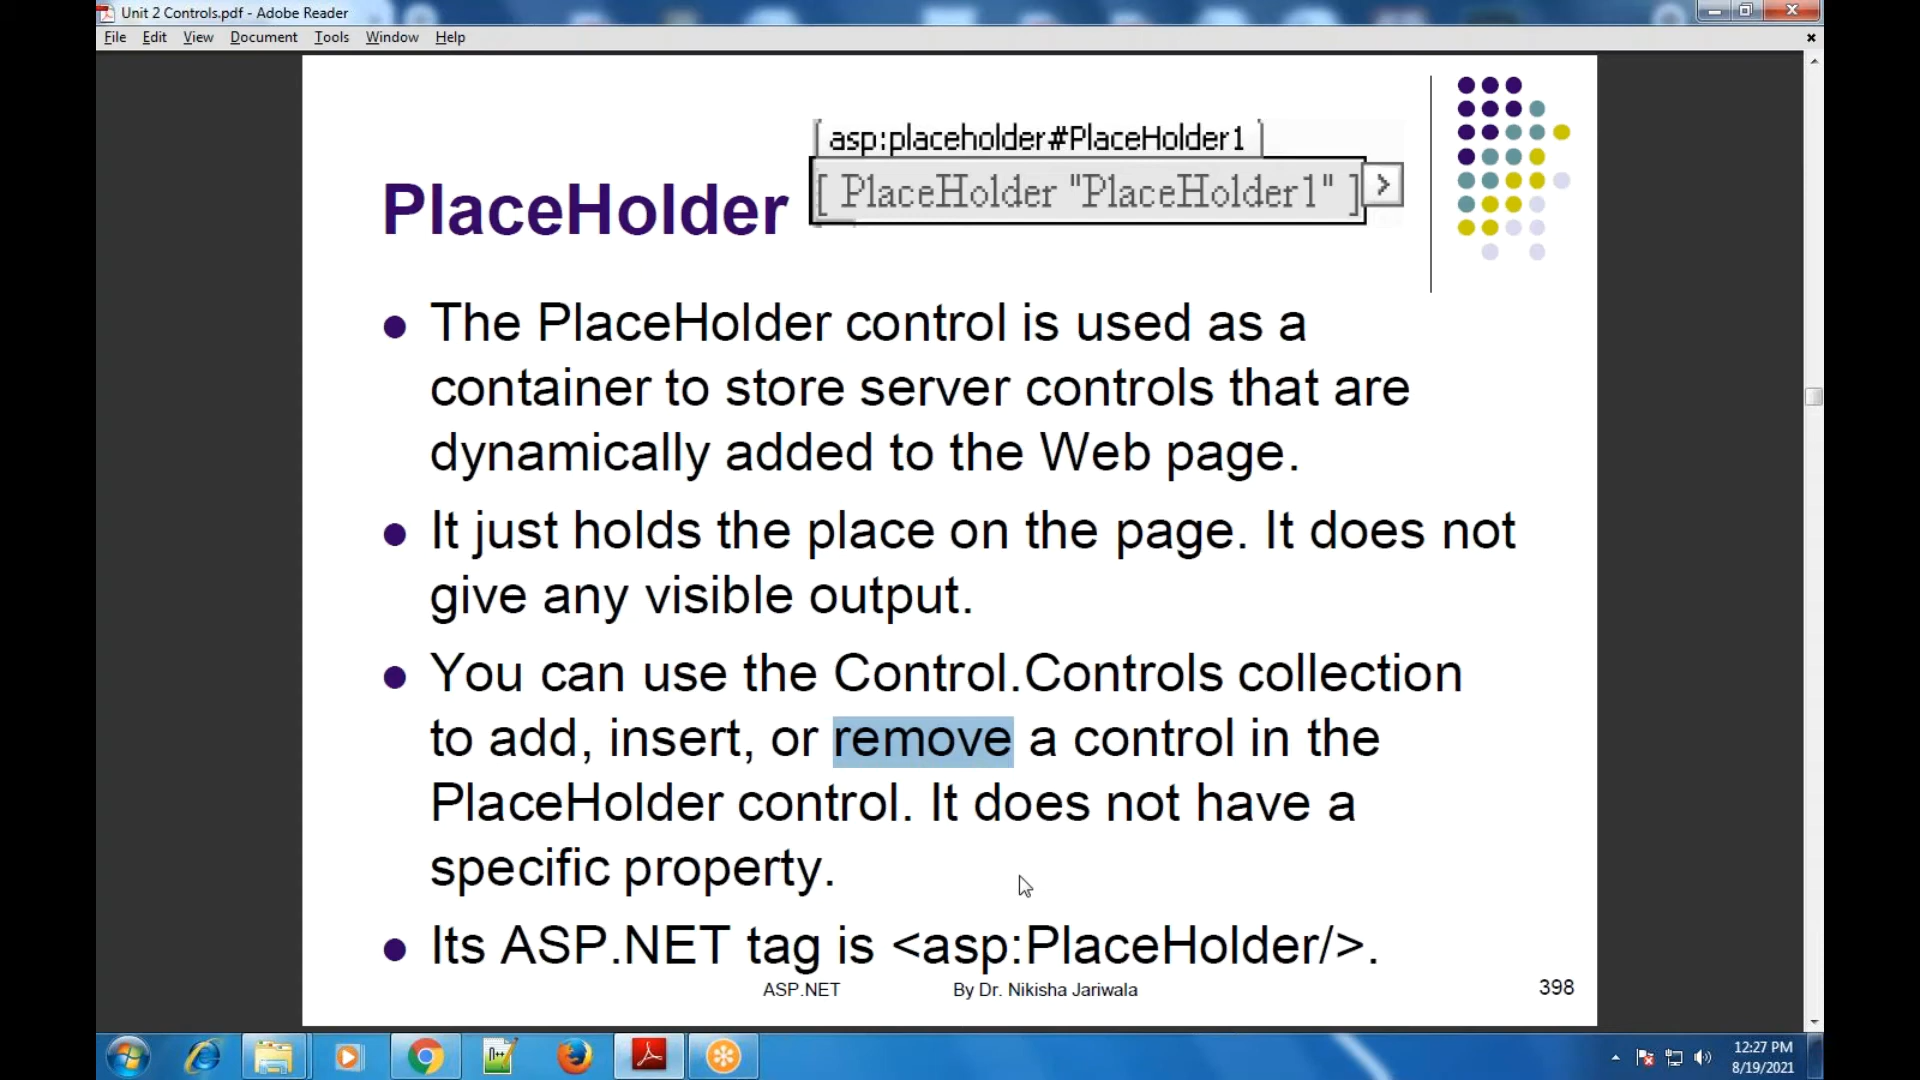 Unit 2 Controls.pdf - Adobe Reader
File Edit View Document Tools Window Help
asp:placeholder#PlaceHolder1
[ PlaceHolder "PlaceHolder1" ]
PlaceHolder
The PlaceHolder control is used as a
container to store server controls that are
dynamically added to the Web page.
It just holds the place on the page. It does not
give any visible output.
You can use the Control.Controls collection
to add, insert, or remove a control in the
PlaceHolder control. It does not have a
specific property.
Its ASP.NET tag is <asp:PlaceHolder/>.
ASP.NET By Dr. Nikisha Jariwala 398
12:27 PM
8/19/2021